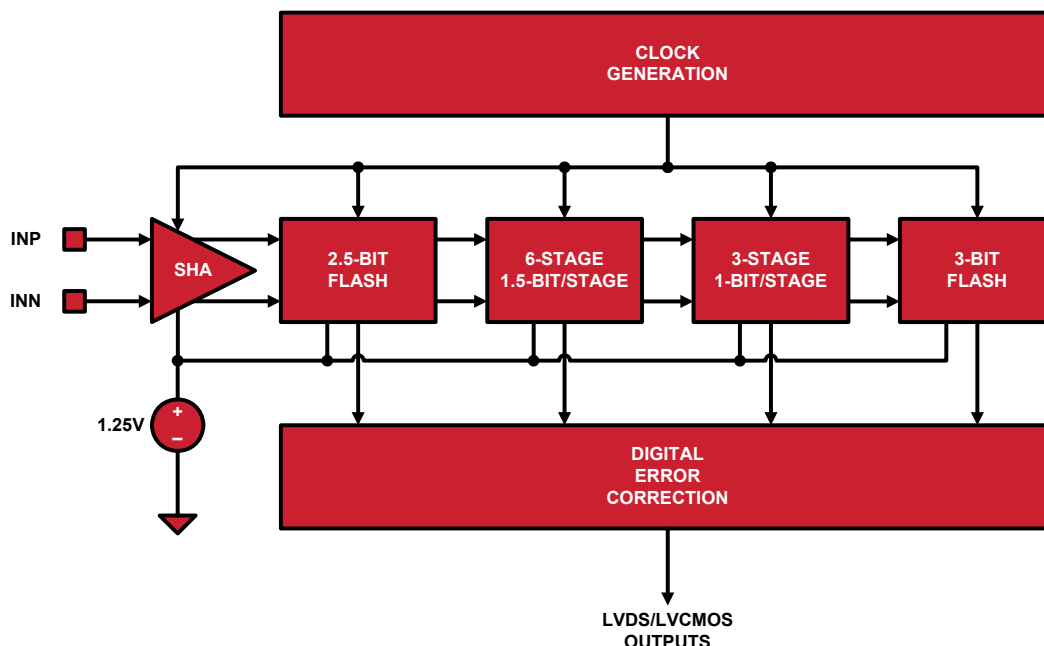 CLOCK
GENERATION
INP
INN
SHA
2.5-BIT
FLASH
6-STAGE
1.5-BIT/STAGE
3-STAGE
1-BIT/STAGE
3-BIT
FLASH
1.25V
+
–
DIGITAL
ERROR
CORRECTION
LVDS/LVCMOS
OUTPUTS